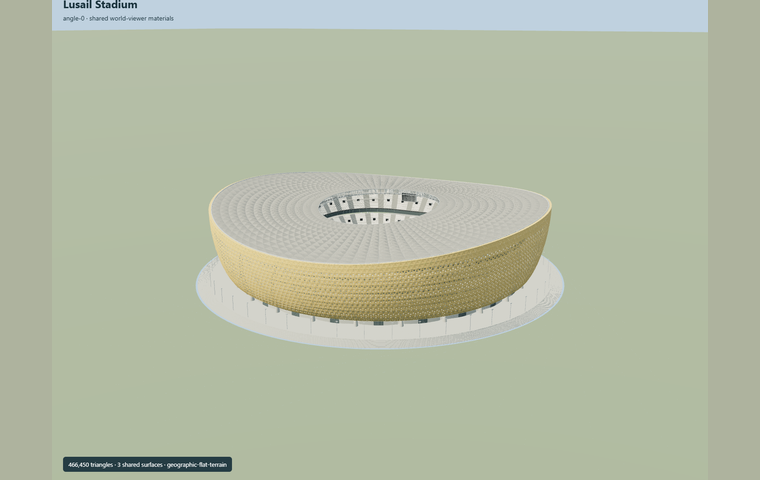 Lusail Stadium
angle-0 · shared world-viewer materials
466,450 triangles · 3 shared surfaces · geographic-flat-terrain